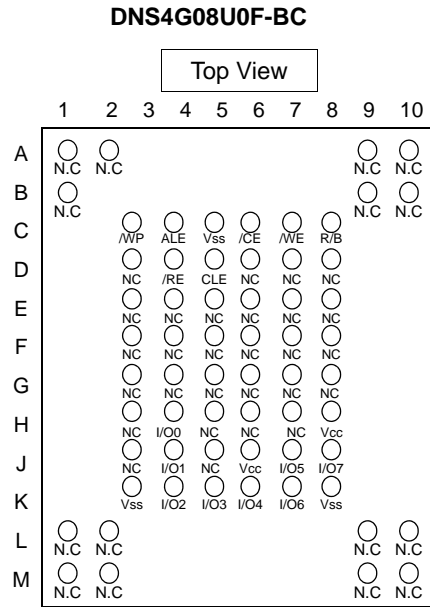 DNS4G08U0F-BC
Top View
1 2 3 4 5 6 7 8 9 10
A N.C N.C N.C N.C
B N.C N.C N.C
C /WP ALE Vss /CE /WE R/B
D NC /RE CLE NC NC NC
E NC NC NC NC NC NC
F NC NC NC NC NC NC
G NC NC NC NC NC NC
H NC I/O0 NC NC NC Vcc
J NC I/O1 NC Vcc I/O5 I/O7
K Vss I/O2 I/O3 I/O4 I/O6 Vss
L N.C N.C N.C N.C
M N.C N.C N.C N.C